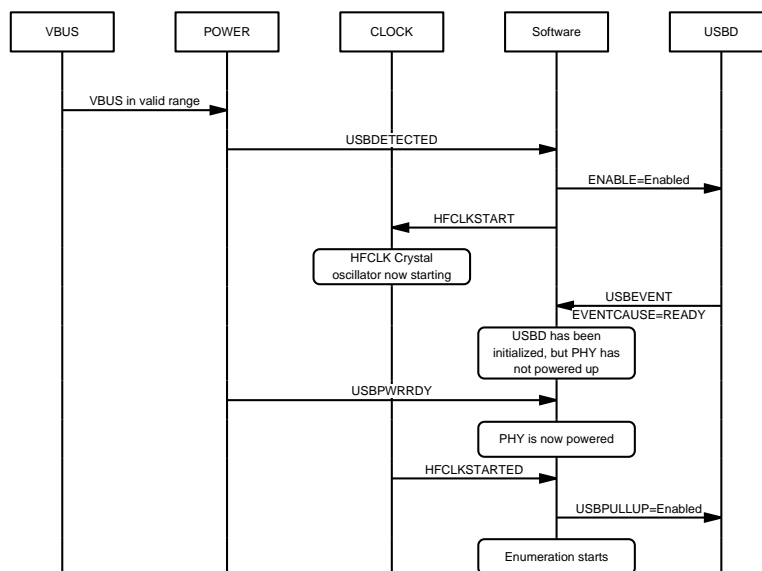 VBUS
POWER
CLOCK
Software
USBD
VBUS in valid range
USBDETECTED
ENABLE=Enabled
HFCLKSTART
HFCLK Crystal
oscillator now starting
USBEVENT
EVENTCAUSE=READY
USBD has been
initialized, but PHY has
not powered up
USBPWRRDY
PHY is now powered
HFCLKSTARTED
USBPULLUP=Enabled
Enumeration starts